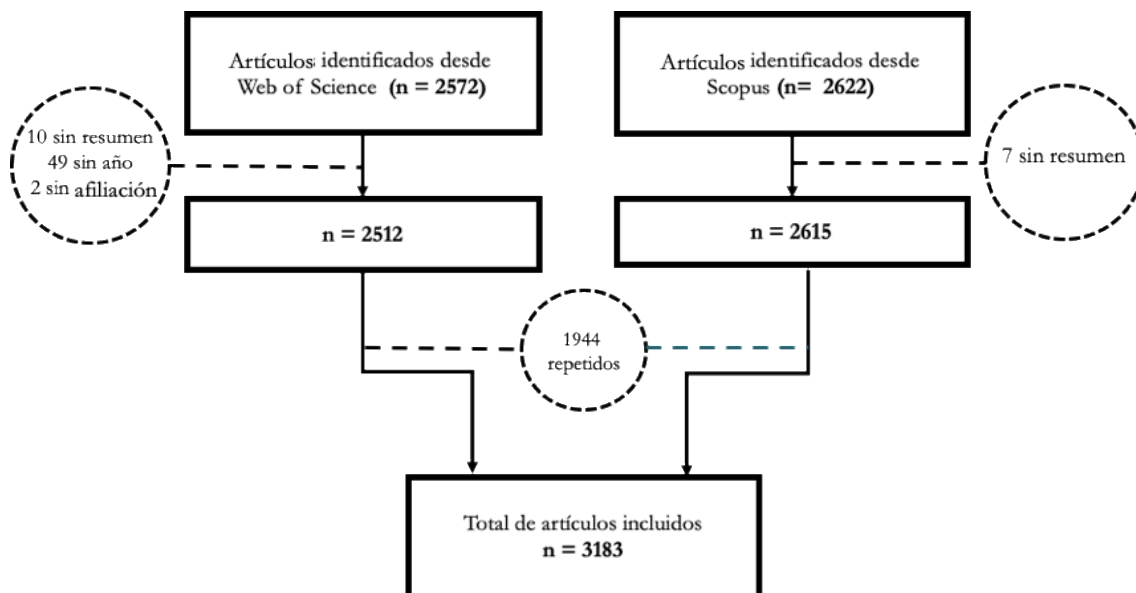 Artículos identificados desde
Web of Science (n = 2572)
Artículos identificados desde
Scopus (n= 2622)
10 sin resumen
49 sin año
2 sin afiliación
7 sin resumen
n = 2512
n = 2615
1944
repetidos
Total de artículos incluidos
n = 3183